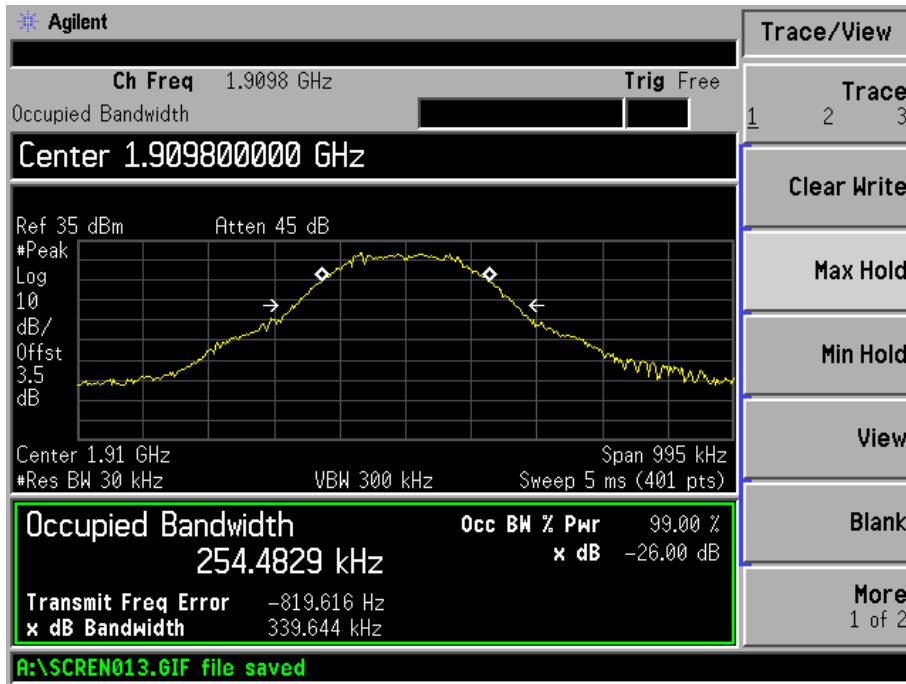 Agilent
Ch Freq 1.9098 GHz Trig Free
Occupied Bandwidth
Center 1.909800000 GHz
Ref 35 dBm Atten 45 dB
#Peak
Log
10
dB/
Offst
3.5
dB
Center 1.91 GHz Span 995 kHz
#Res BW 30 kHz VBW 300 kHz Sweep 5 ms (401 pts)
Occupied Bandwidth Occ BW % Pwr 99.00 %
254.4829 kHz x dB -26.00 dB
Transmit Freq Error -819.616 Hz
x dB Bandwidth 339.644 kHz
A:\SCREN013.GIF file saved
Trace/View
Trace
1 2 3
Clear Write
Max Hold
Min Hold
View
Blank
More
1 of 2